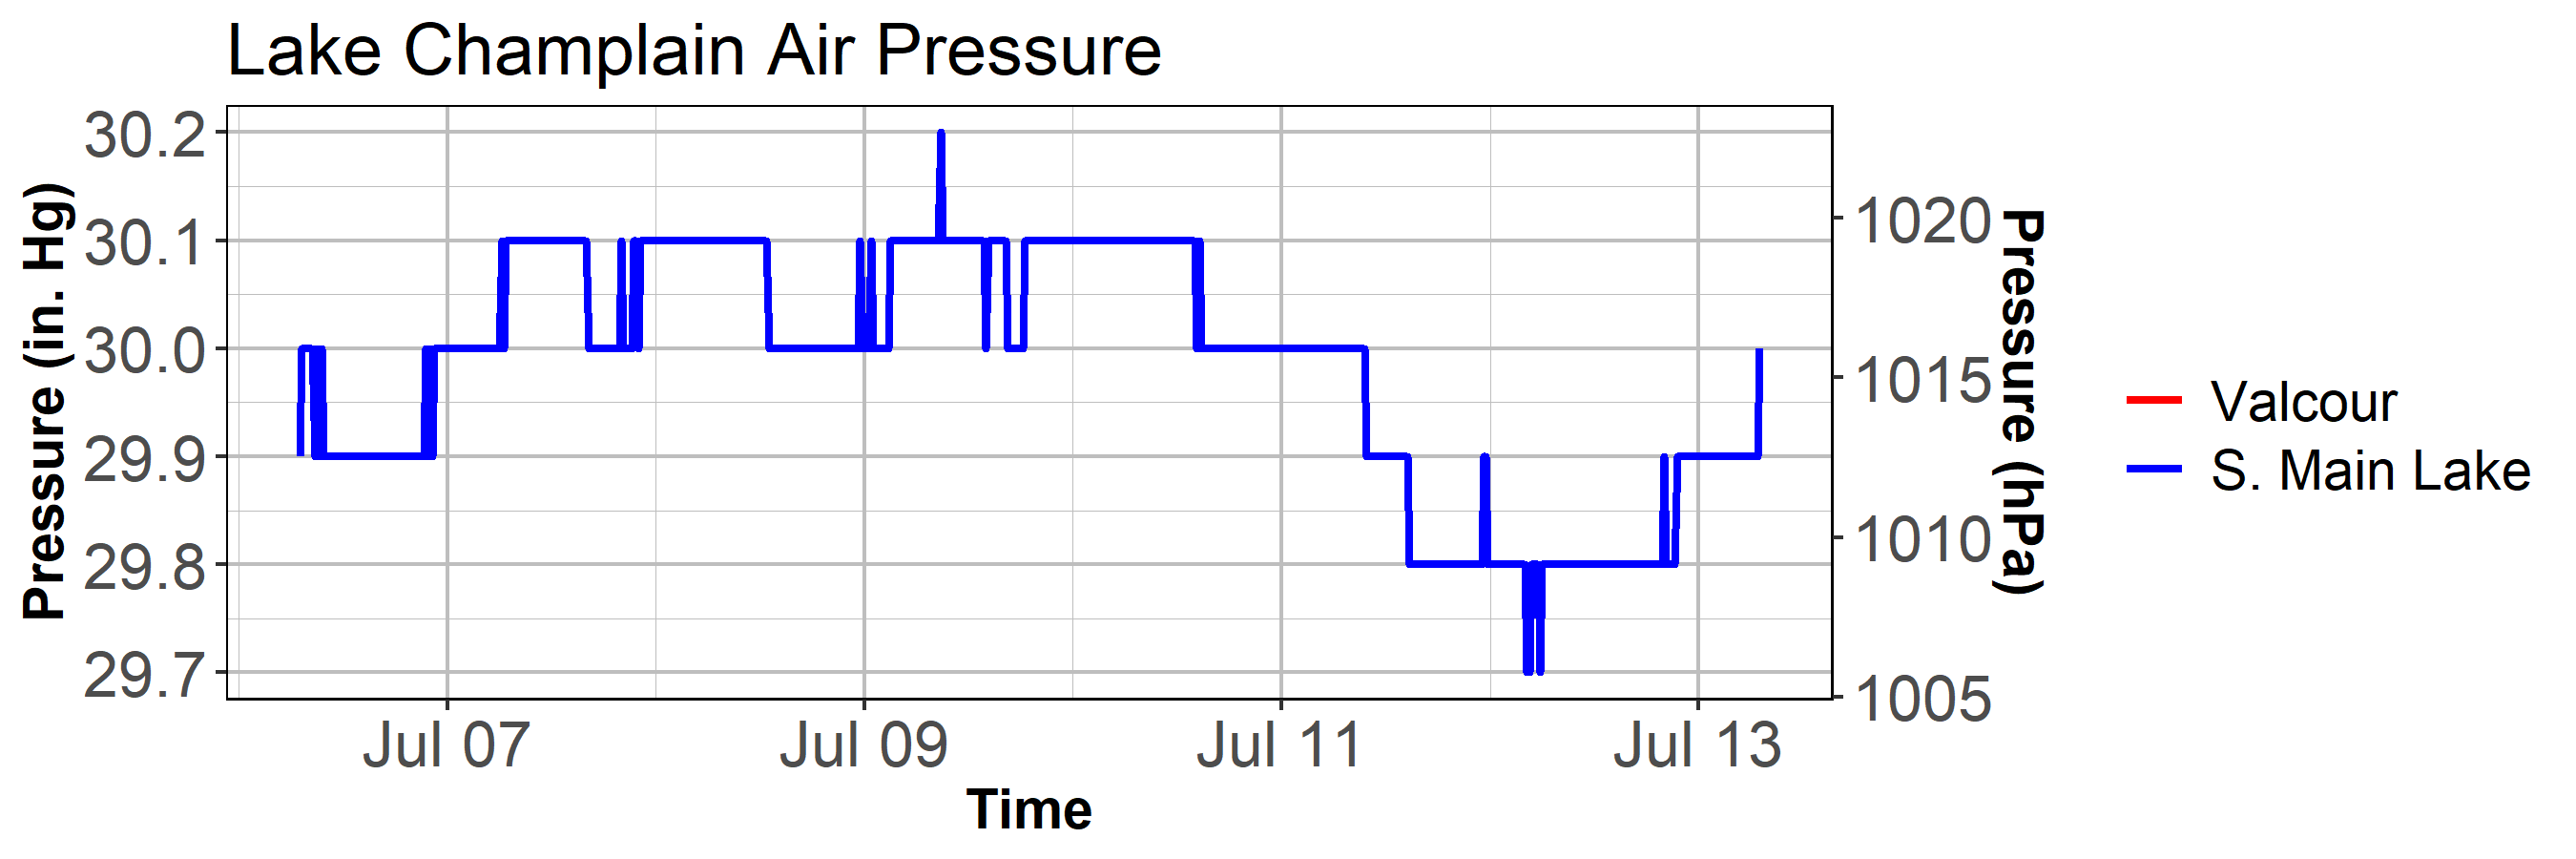 Lake Champlain Air Pressure
Pressure (in. Hg)
30.2
30.1
30.0
29.9
29.8
29.7
1020
1015
1010
1005
Pressure (hPa)
Jul 07
Jul 09
Jul 11
Jul 13
Time
Valcour
S. Main Lake